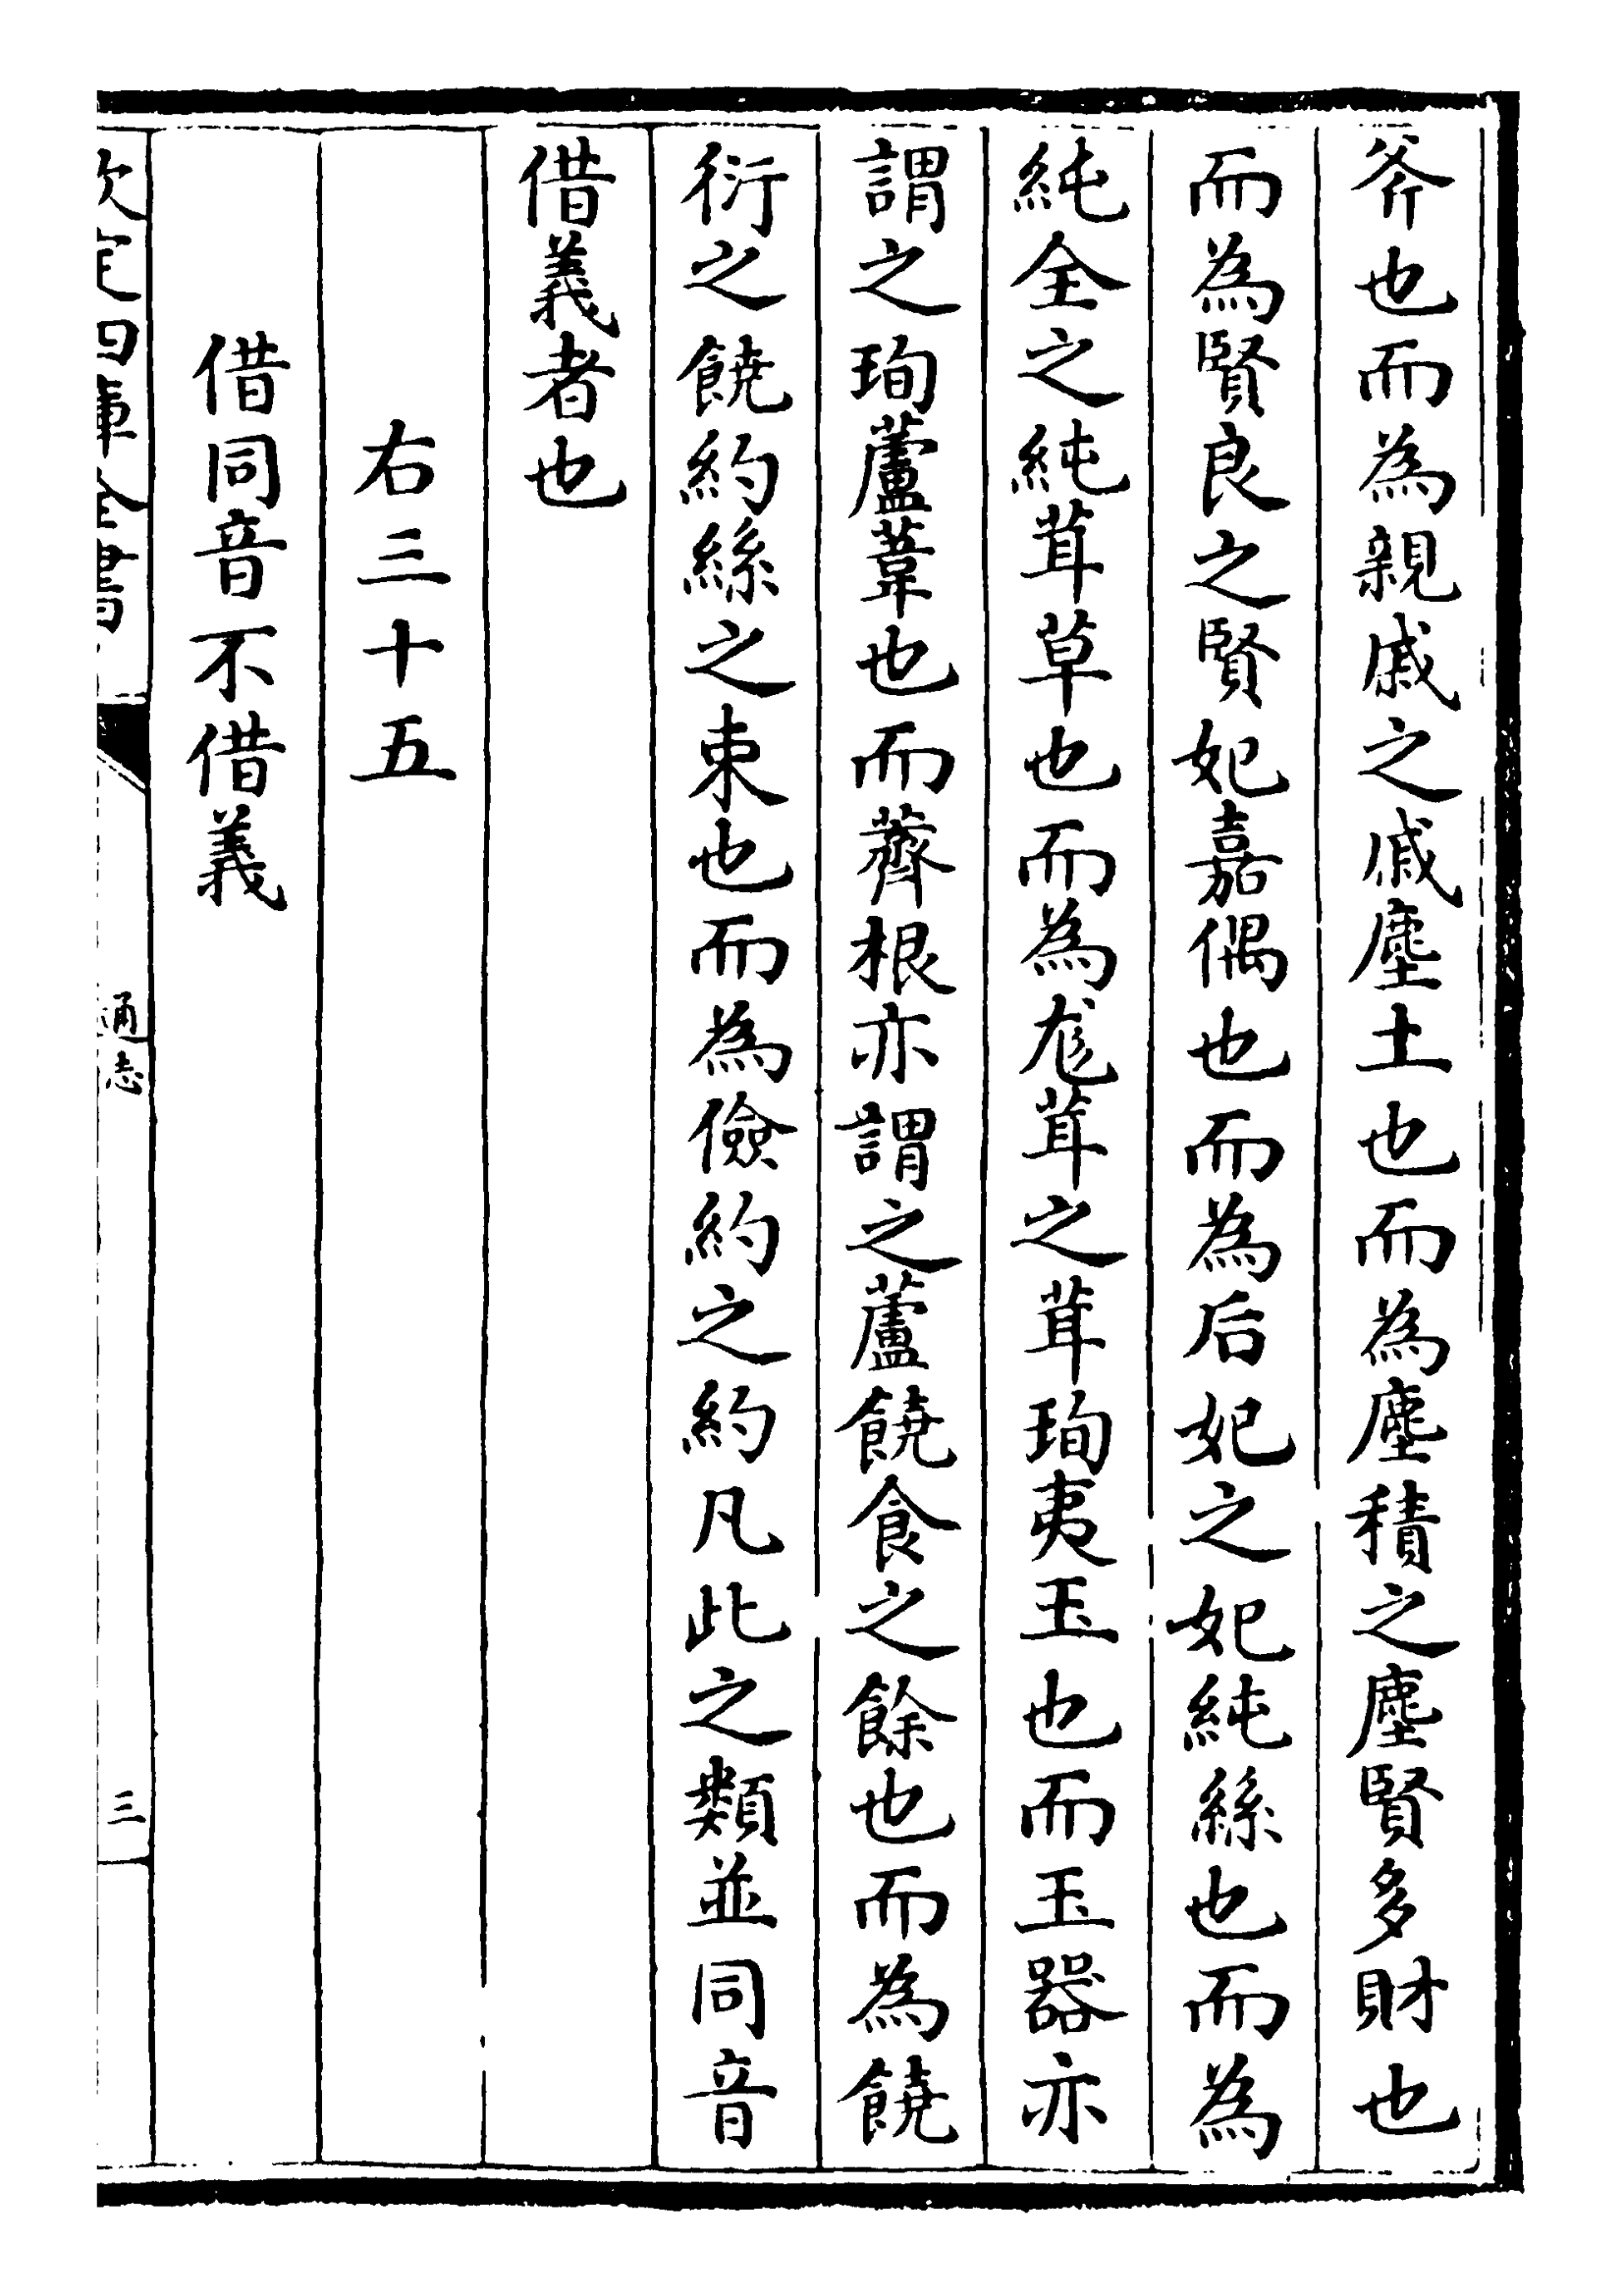 斧也而為親戚之戚塵土也而為塵積之塵賢多財也
而為賢良之賢妃嘉偶也而為后妃之妃純絲也而為
純全之純茸草也而為尨茸之茸珣夷玉也而玉器亦
謂之珣蘆葦也而薺根亦謂之蘆饒食之餘也而為饒
衍之饒約絲之束也而為儉約之約凡此之類並同音
借義者也
右三十五
借同音不借義
欽定四庫全書
通志
三